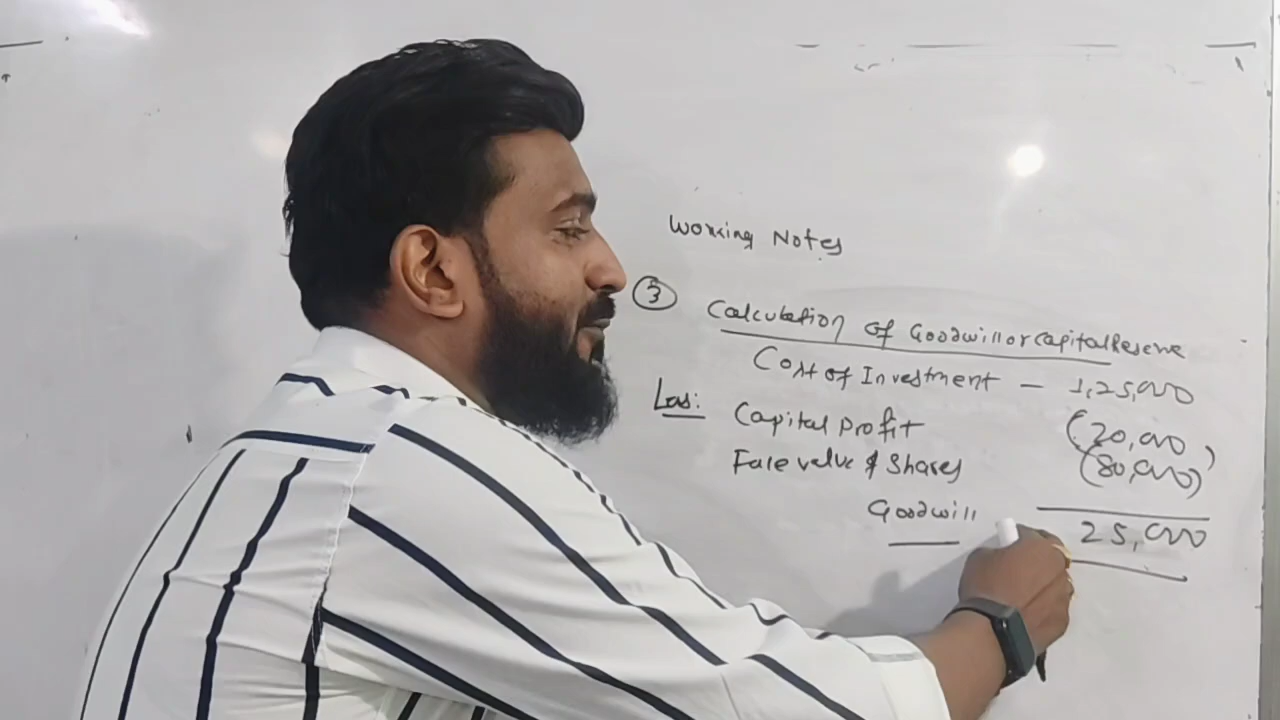 Working Notes
3 Calculation of Goodwill or capital Reserve
Cost of Investment - 1,25,000
Less: Capital Profit (20,000)
Face value of Shares (80,000)
Goodwill 25,000